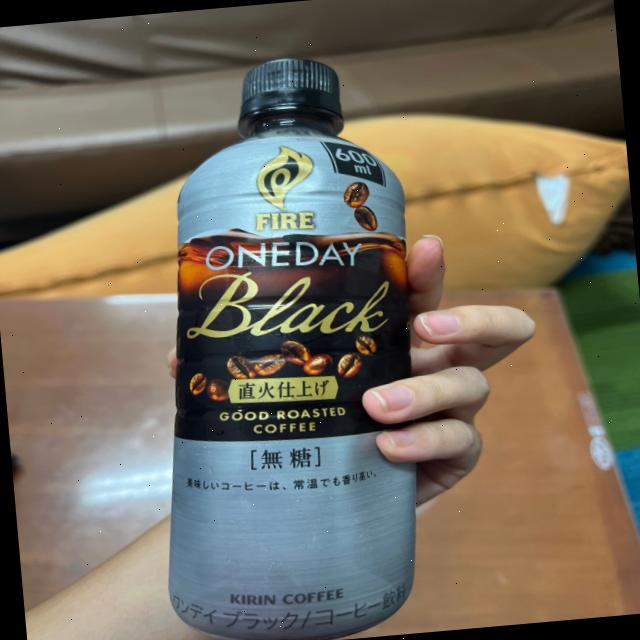 600
ml
FIRE
ONEDAY
Black
直火仕上げ
GOOD ROASTED
COFFEE
[無糖]
美味しいコーヒーは、常温でも香り高い。
KIRIN COFFEE
ワンデイ ブラック/コーヒー飲料